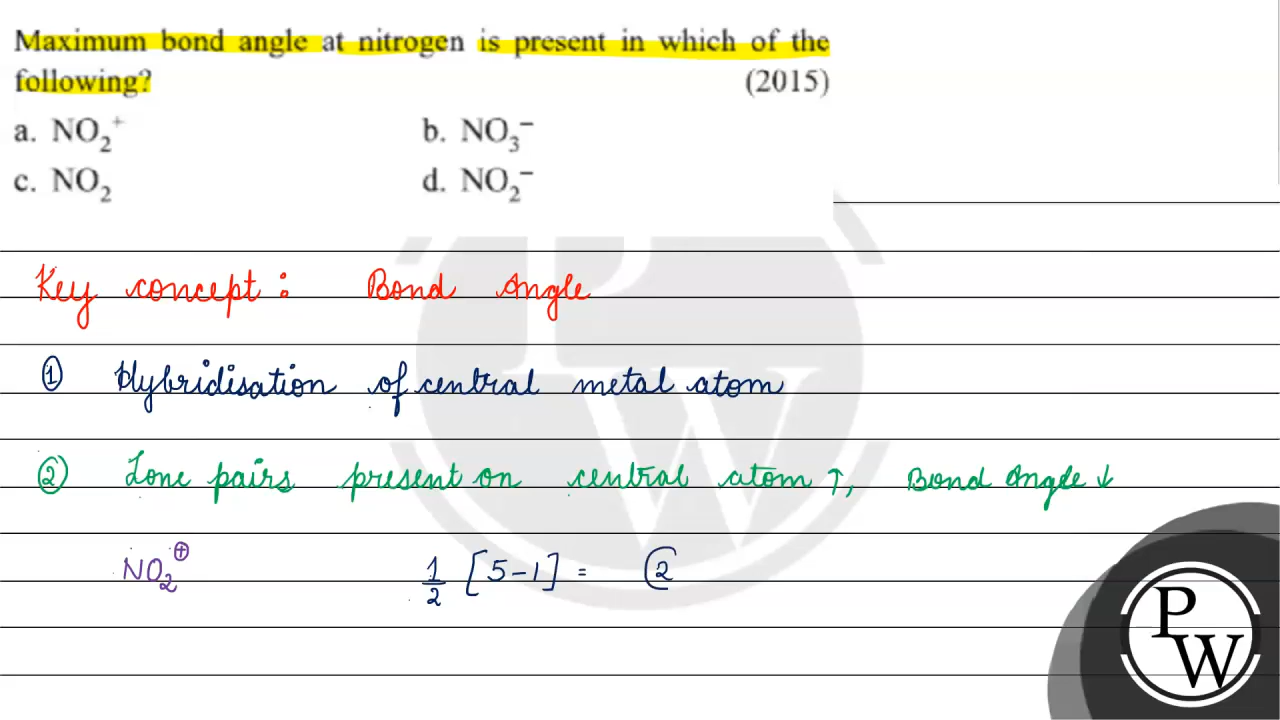 Maximum bond angle at nitrogen is present in which of the
following? (2015)
a. NO₂⁺ b. NO₃⁻
c. NO₂ d. NO₂⁻
Key concept : Bond Angle
① Hybridisation of central metal atom
② Lone pairs present on central atom ↑, Bond Angle ↓
NO₂⊕ 1/2 [5-1] = 2
P
W
P
W